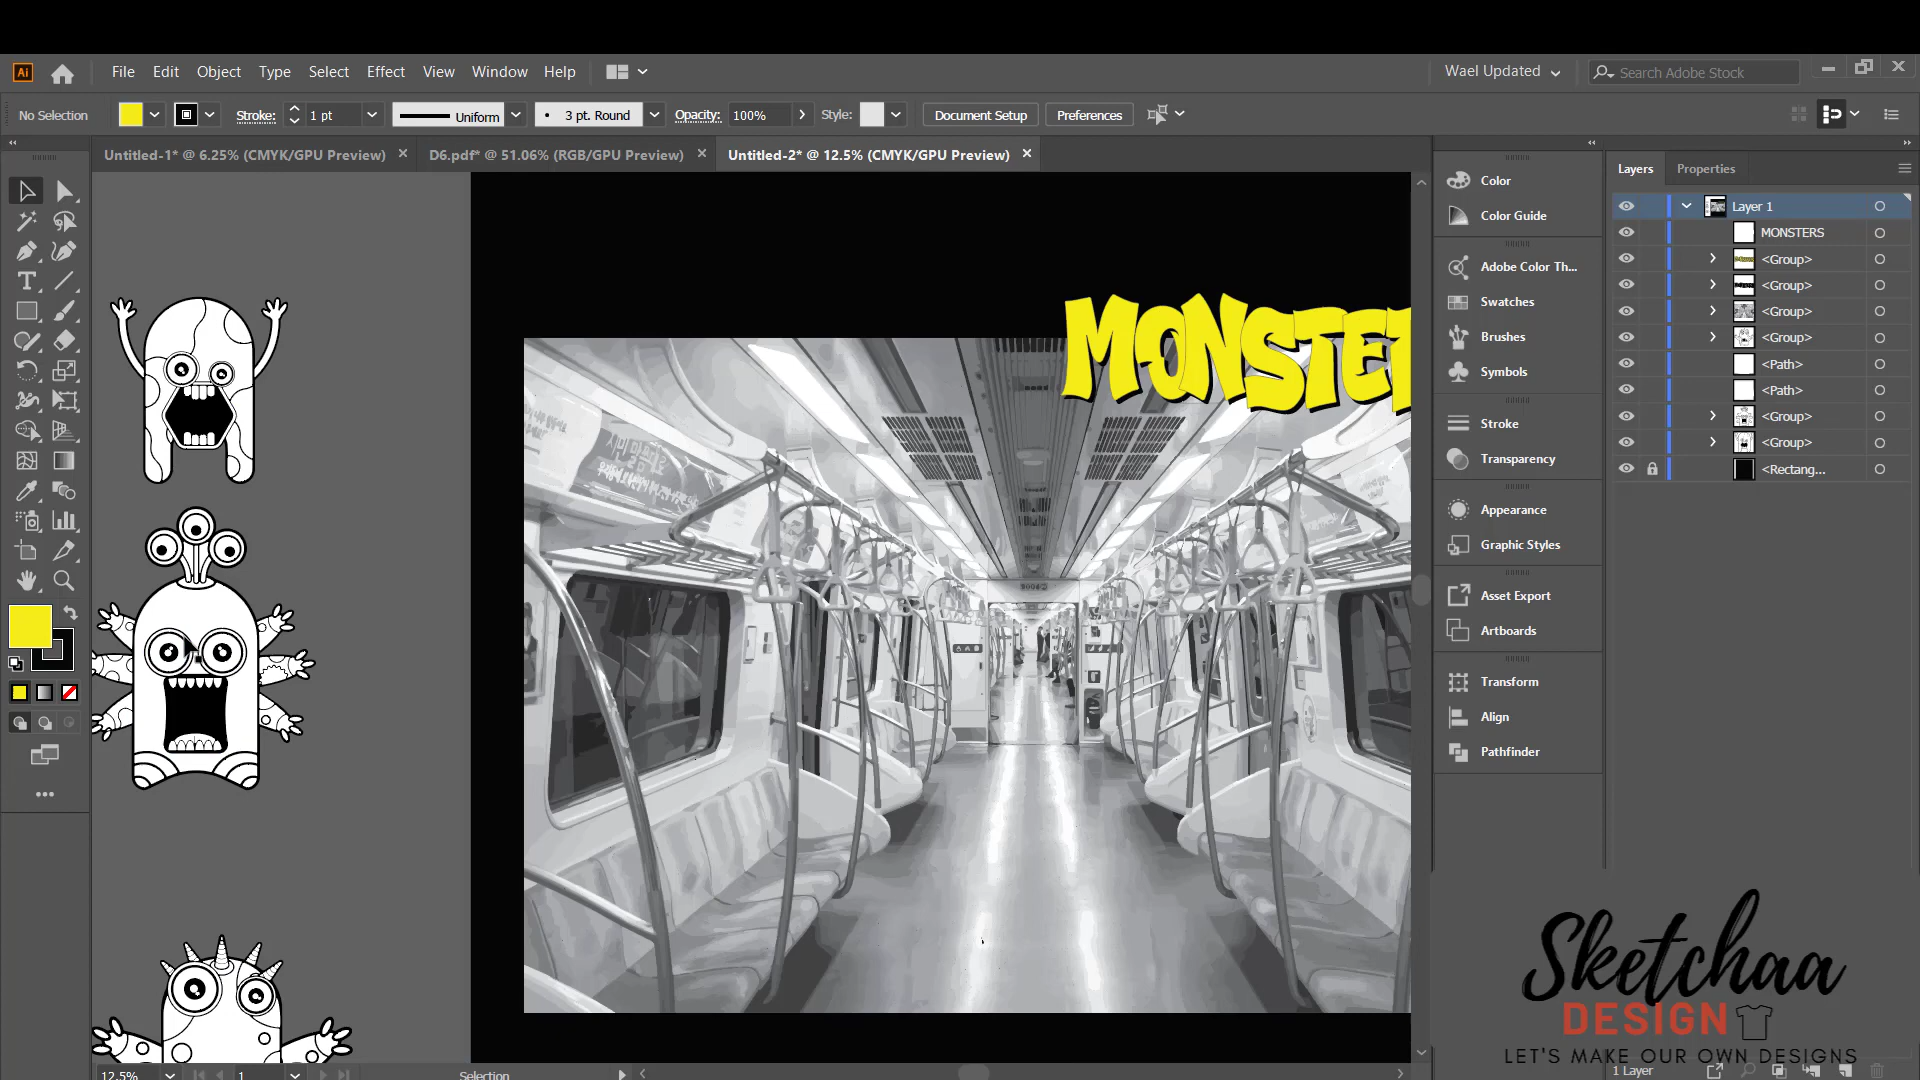 Ai
File Edit Object Type Select Effect View Window Help
Wael Updated
Search Adobe Stock
No Selection
Stroke:
1 pt
Uniform
3 pt. Round
Opacity:
100%
Style:
Document Setup
Preferences
Untitled-1* @ 6.25% (CMYK/GPU Preview)
D6.pdf* @ 51.06% (RGB/GPU Preview)
Untitled-2* @ 12.5% (CMYK/GPU Preview)
MONSTER
Color
Color Guide
Adobe Color Th...
Swatches
Brushes
Symbols
Stroke
Transparency
Appearance
Graphic Styles
Asset Export
Artboards
Transform
Align
Pathfinder
Layers
Properties
Layer 1
MONSTERS
<Group>
<Group>
<Group>
<Group>
<Path>
<Path>
<Group>
<Group>
<Rectang...
Sketchaa
DESIGN
LET'S MAKE OUR OWN DESIGNS
12.5%
1
Selection
1 Layer